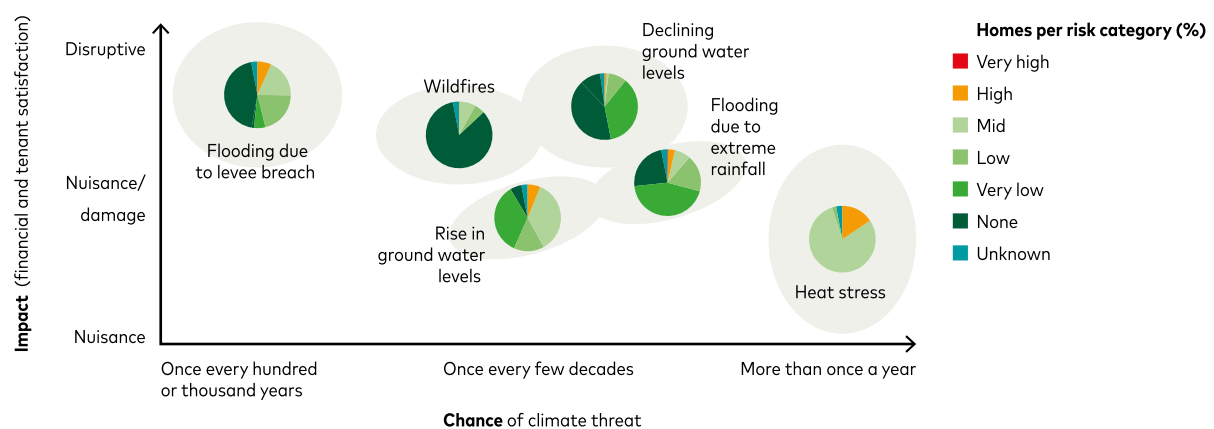 Impact (financial and tenant satisfaction)
Disruptive
Nuisance/
damage
Nuisance
Flooding due
to levee breach
Wildfires
Declining
ground water
levels
Flooding
due to
extreme
rainfall
Rise in
ground water
levels
Heat stress
Once every hundred
or thousand years
Once every few decades
More than once a year
Chance of climate threat
Homes per risk category (%)
Very high
High
Mid
Low
Very low
None
Unknown